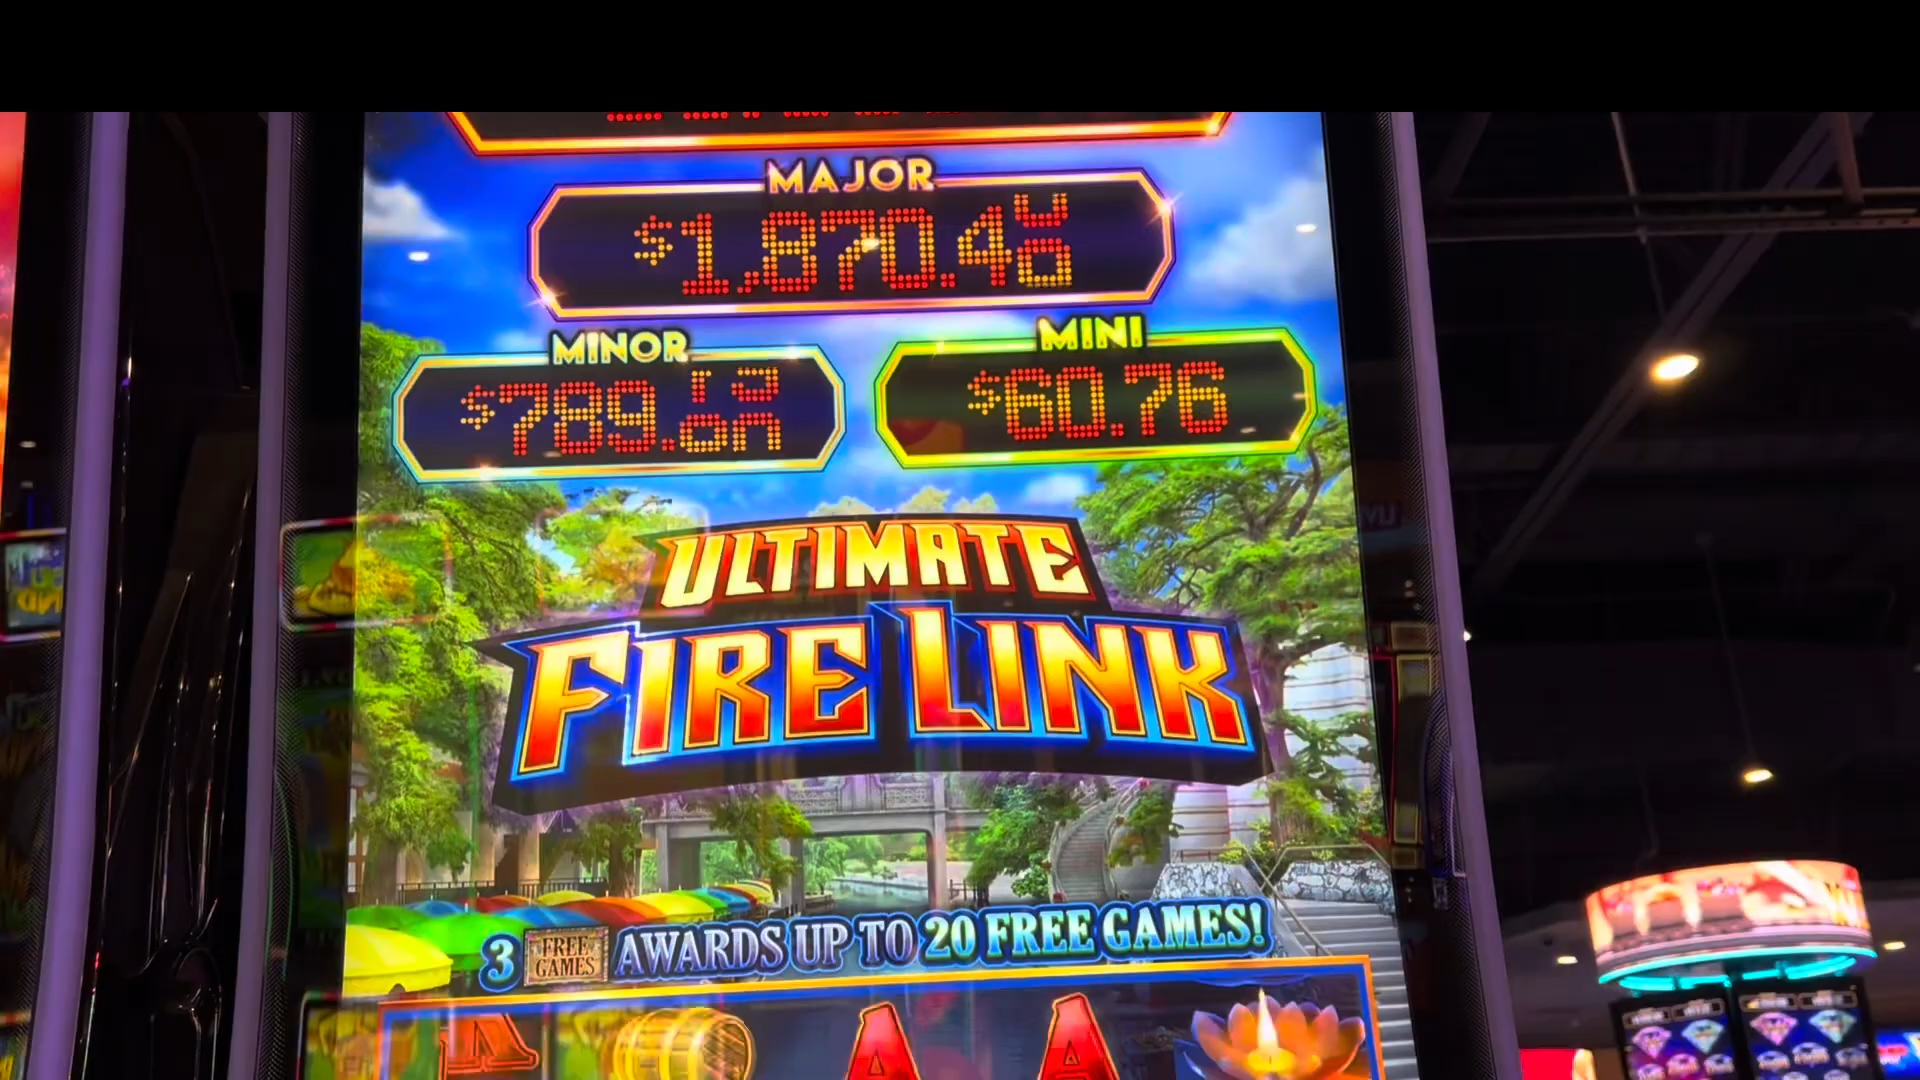 MAJOR
$1,870.4
MINOR
MINI
$789.
$60.76
ULTIMATE
FIRE LINK
3 FREE GAMES AWARDS UP TO 20 FREE GAMES!
A A